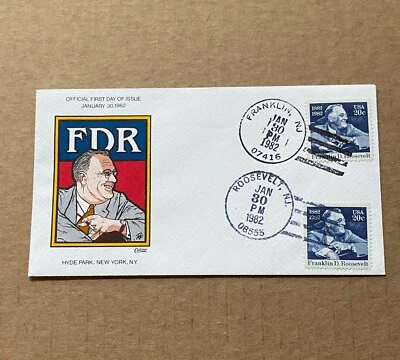 OFFICIAL FIRST DAY OF ISSUE
JANUARY 30, 1982
FDR
HYDE PARK, NEW YORK, N.Y.
FRANKLIN, NJ
JAN
30
PM
1982
07416
1882
1982
USA
20c
Franklin D. Roosevelt
ROOSEVELT, N.J.
JAN
30
PM
1982
08555
1882
USA
20c
Franklin D. Roosevelt